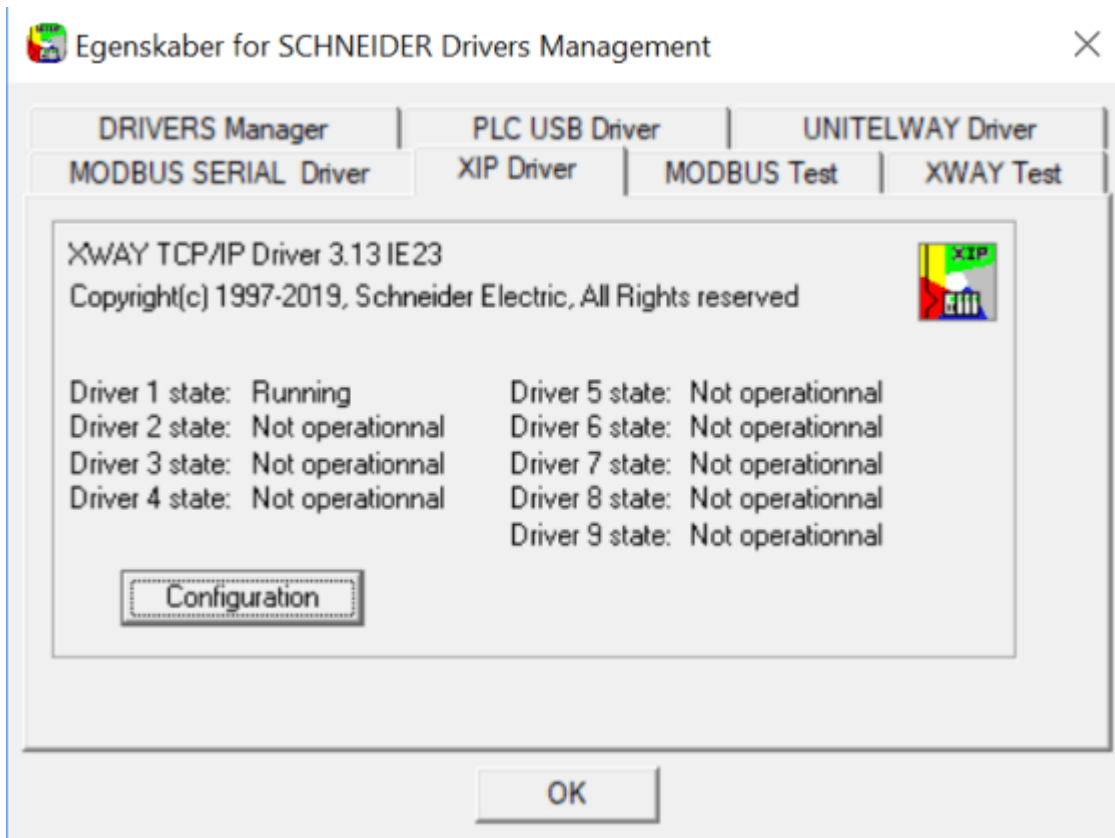 Egenskaber for SCHNEIDER Drivers Management
DRIVERS Manager PLC USB Driver UNITELWAY Driver
MODBUS SERIAL Driver XIP Driver MODBUS Test XWAY Test
XWAY TCP/IP Driver 3.13 IE23
XIP
Copyright(c) 1997-2019, Schneider Electric, All Rights reserved
Driver 1 state: Running Driver 5 state: Not operationnal
Driver 2 state: Not operationnal Driver 6 state: Not operationnal
Driver 3 state: Not operationnal Driver 7 state: Not operationnal
Driver 4 state: Not operationnal Driver 8 state: Not operationnal
Driver 9 state: Not operationnal
Configuration
OK